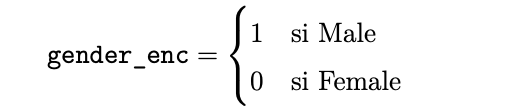 gender_enc = { 1 si Male
0 si Female